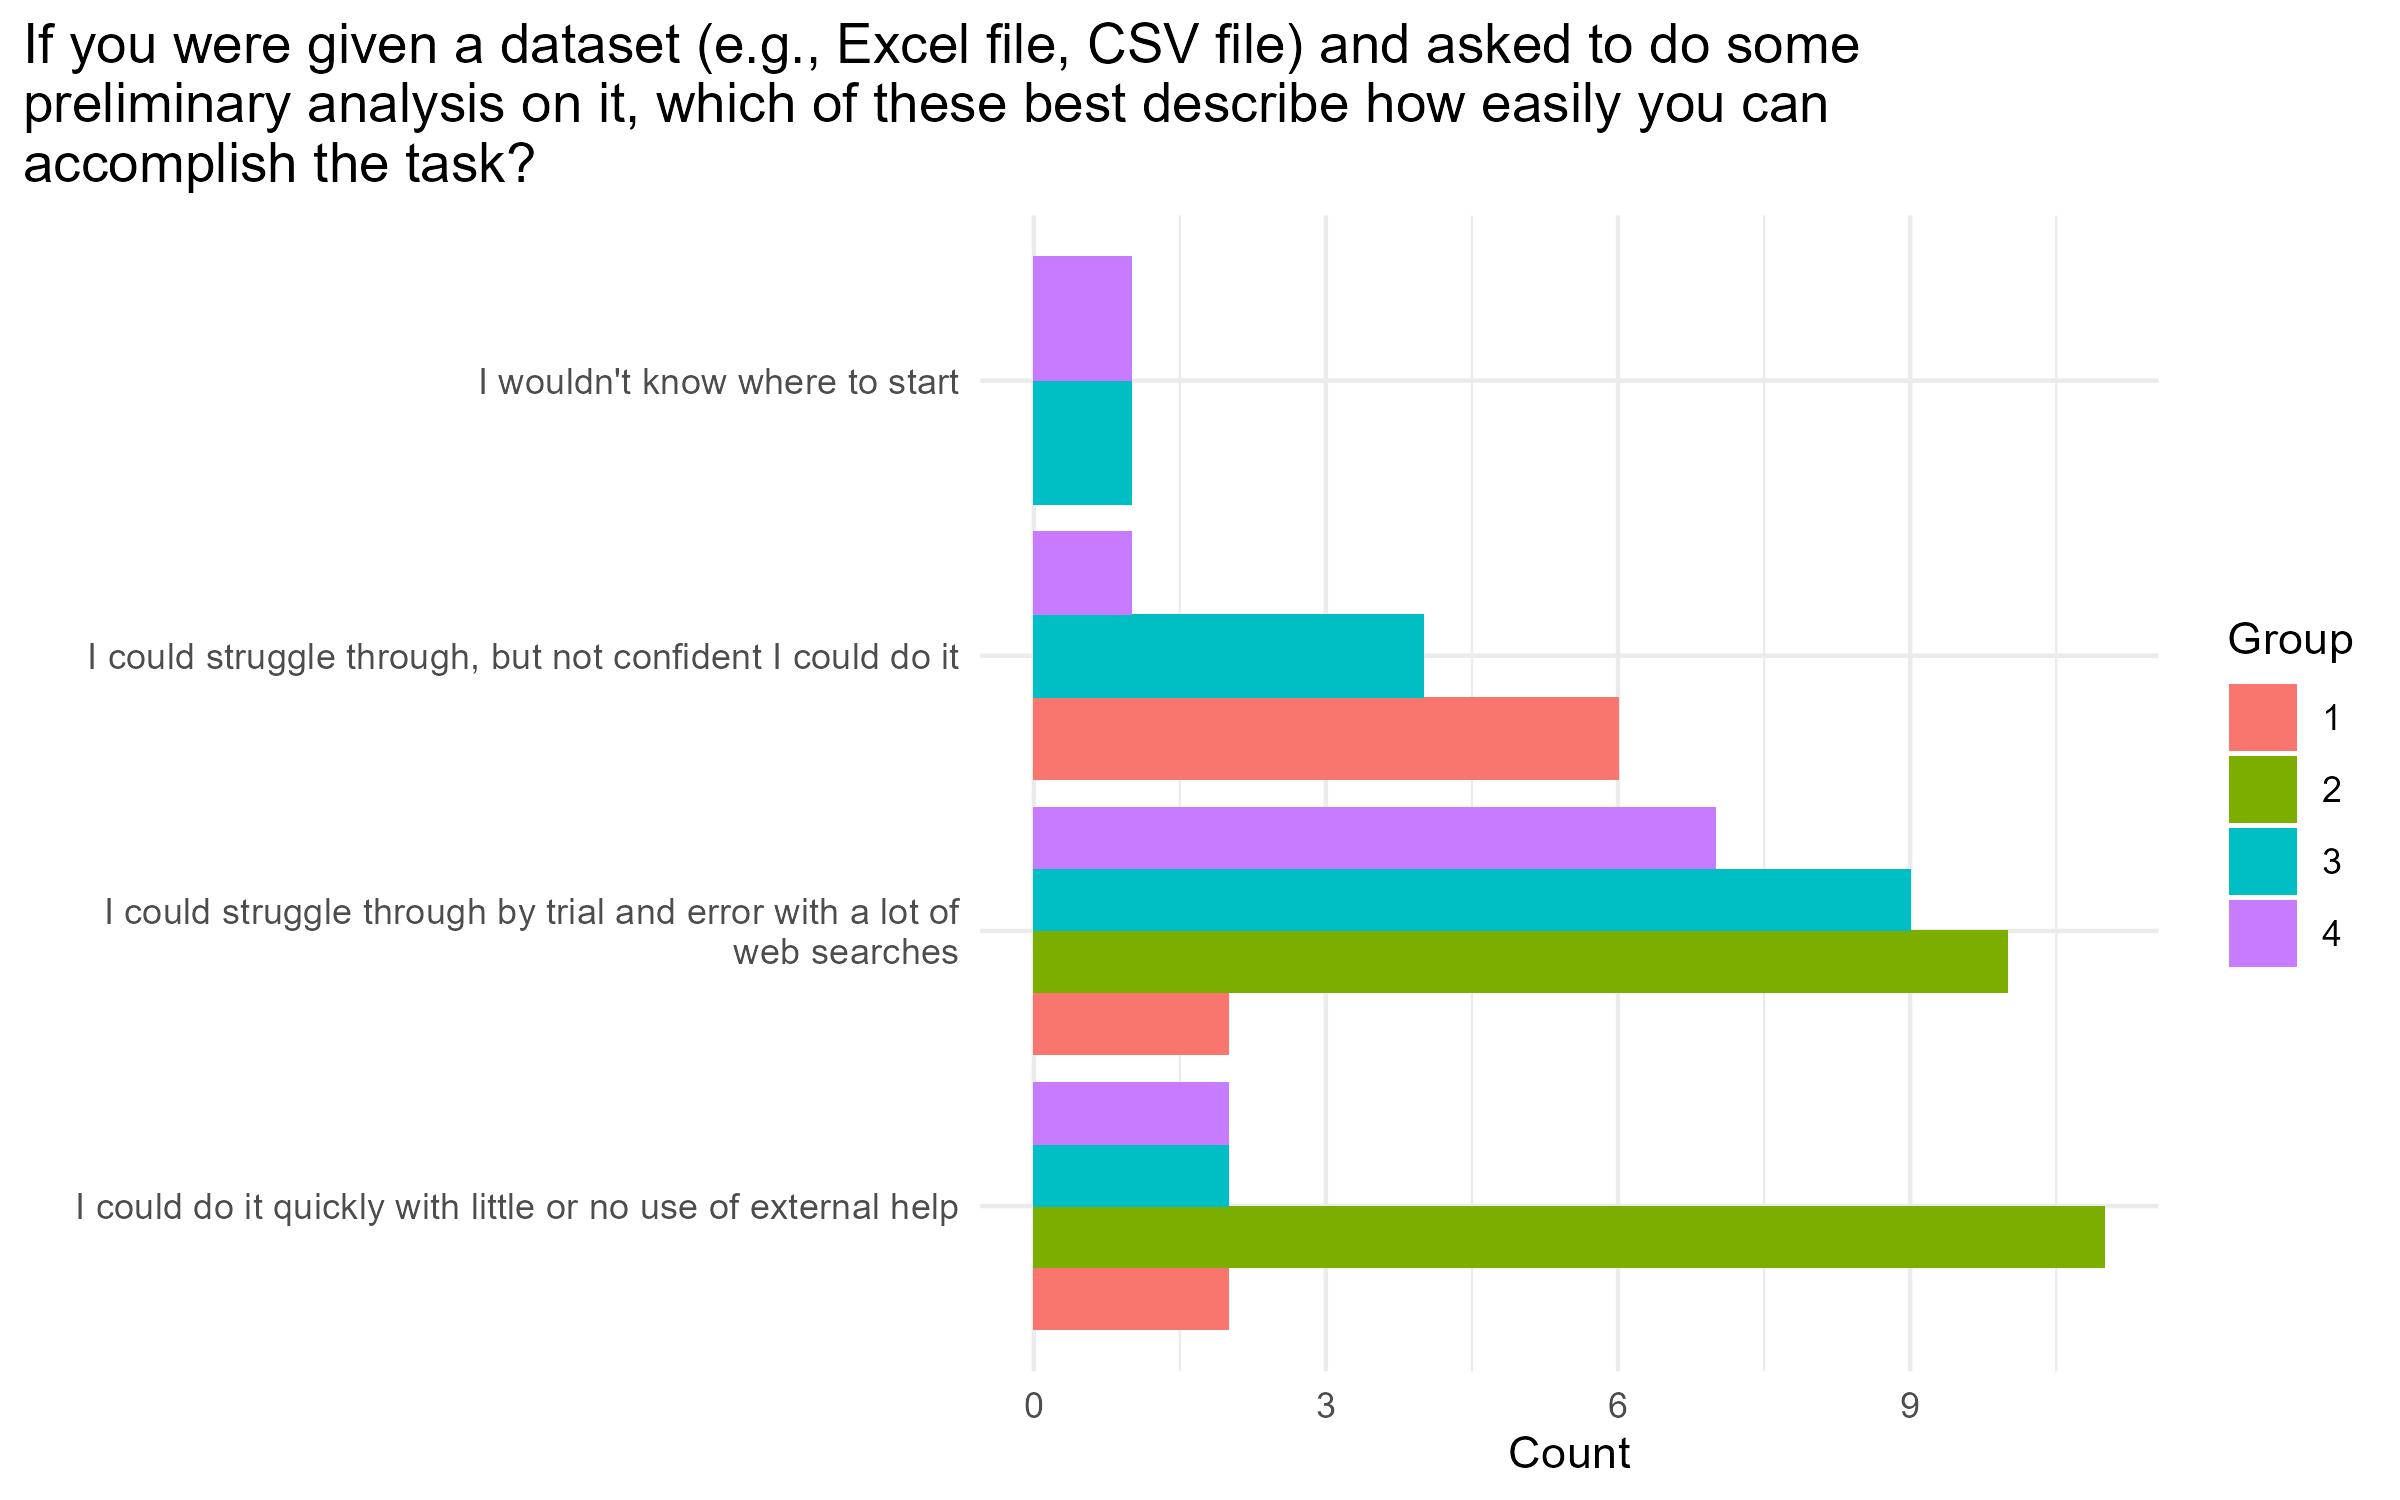 If you were given a dataset (e.g., Excel file, CSV file) and asked to do some
preliminary analysis on it, which of these best describe how easily you can
accomplish the task?
I wouldn't know where to start
I could struggle through, but not confident I could do it
I could struggle through by trial and error with a lot of
web searches
I could do it quickly with little or no use of external help
0 3 6 9
Count
Group
1
2
3
4